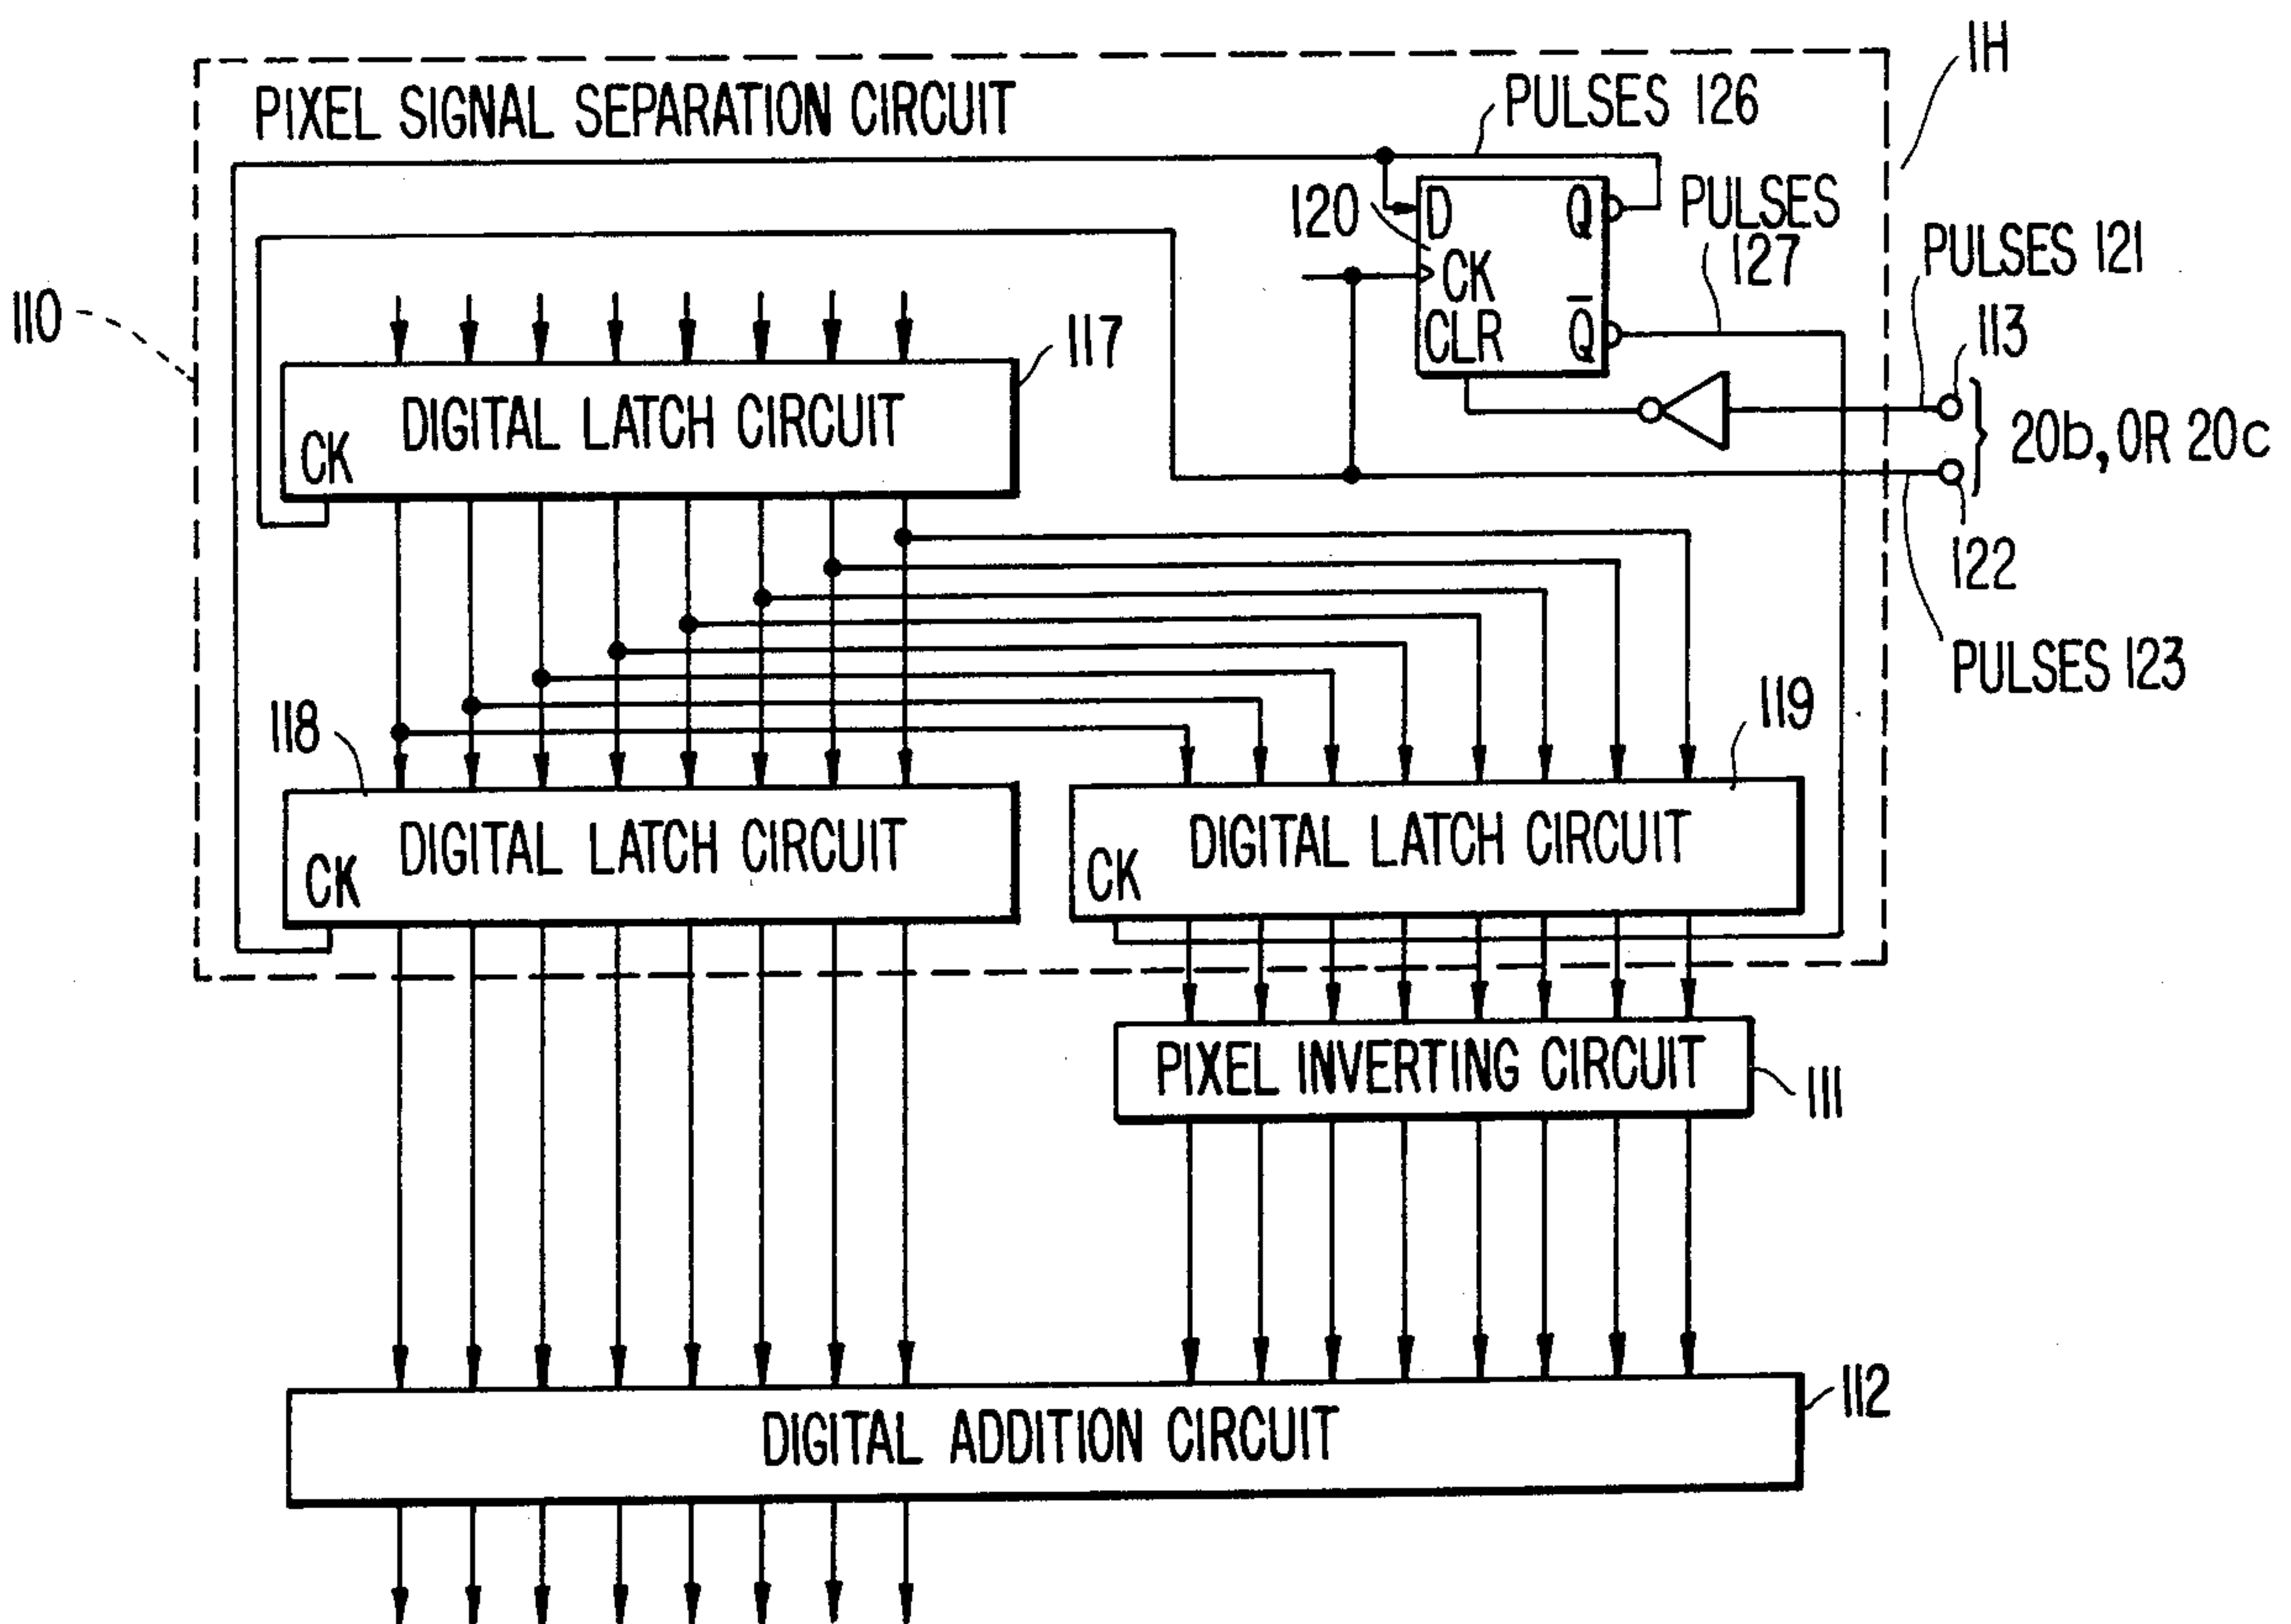 1H
PIXEL SIGNAL SEPARATION CIRCUIT
PULSES 126
120
D
Q
CK
CLR
Q̅
PULSES
127
PULSES 121
113
20b, OR 20c
122
PULSES 123
110
117
DIGITAL LATCH CIRCUIT
CK
118
119
DIGITAL LATCH CIRCUIT
CK
DIGITAL LATCH CIRCUIT
CK
PIXEL INVERTING CIRCUIT
111
112
DIGITAL ADDITION CIRCUIT